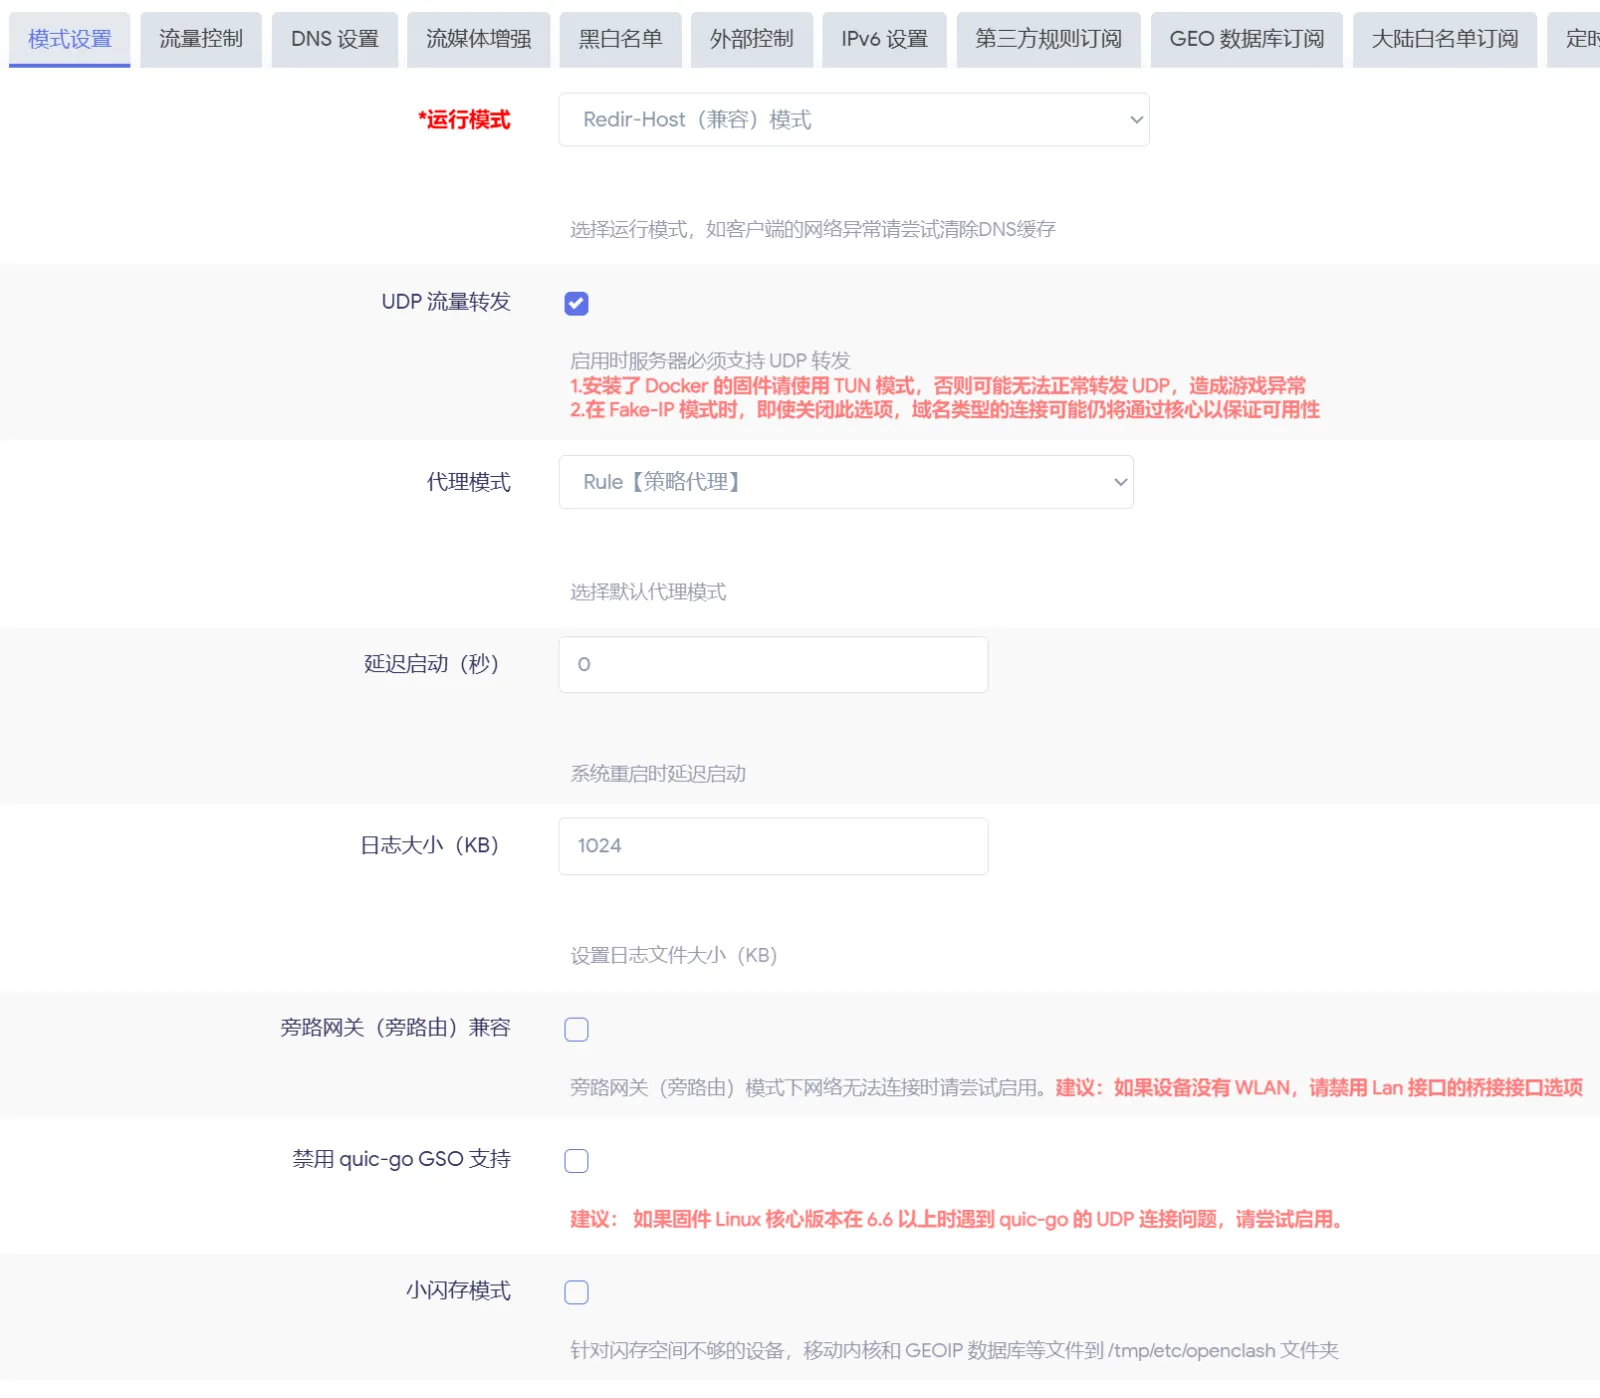 模式设置 流量控制 DNS 设置 流媒体增强 黑白名单 外部控制 IPv6 设置 第三方规则订阅 GEO 数据库订阅 大陆白名单订阅 定时
*运行模式 Redir-Host（兼容）模式
选择运行模式，如客户端的网络异常请尝试清除DNS缓存
UDP 流量转发
启用时服务器必须支持 UDP 转发
1.安装了 Docker 的固件请使用 TUN 模式，否则可能无法正常转发 UDP，造成游戏异常
2.在 Fake-IP 模式时，即使关闭此选项，域名类型的连接可能仍将通过核心以保证可用性
代理模式 Rule【策略代理】
选择默认代理模式
延迟启动（秒） 0
系统重启时延迟启动
日志大小（KB） 1024
设置日志文件大小（KB）
旁路网关（旁路由）兼容
旁路网关（旁路由）模式下网络无法连接时请尝试启用。建议：如果设备没有 WLAN，请禁用 Lan 接口的桥接接口选项
禁用 quic-go GSO 支持
建议： 如果固件 Linux 核心版本在 6.6 以上时遇到 quic-go 的 UDP 连接问题，请尝试启用。
小闪存模式
针对闪存空间不够的设备，移动内核和 GEOIP 数据库等文件到 /tmp/etc/openclash 文件夹